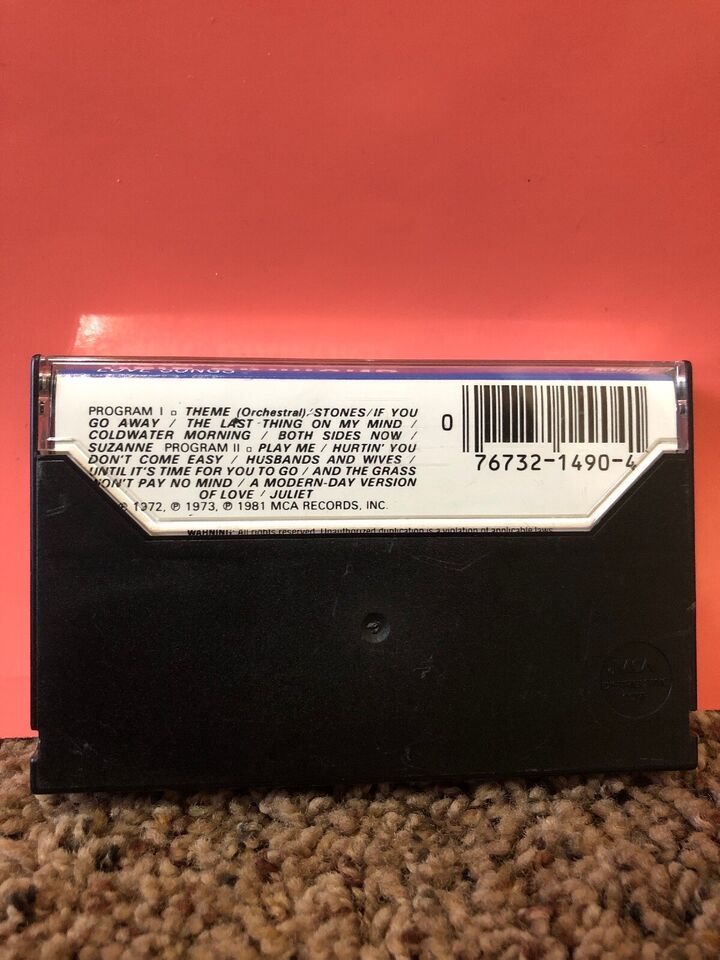 LOVE SONGS
PROGRAM I ▫ THEME (Orchestral)/STONES/IF YOU
GO AWAY / THE LAST THING ON MY MIND /
COLDWATER MORNING / BOTH SIDES NOW /
SUZANNE PROGRAM II ▫ PLAY ME / HURTIN' YOU
DON'T COME EASY / HUSBANDS AND WIVES /
UNTIL IT'S TIME FOR YOU TO GO / AND THE GRASS
WON'T PAY NO MIND / A MODERN-DAY VERSION
OF LOVE / JULIET
℗ 1972, ℗ 1973, ℗ 1981 MCA RECORDS, INC.
0 76732-1490-4
WARNING: All rights reserved. Unauthorized duplication is a violation of applicable laws.